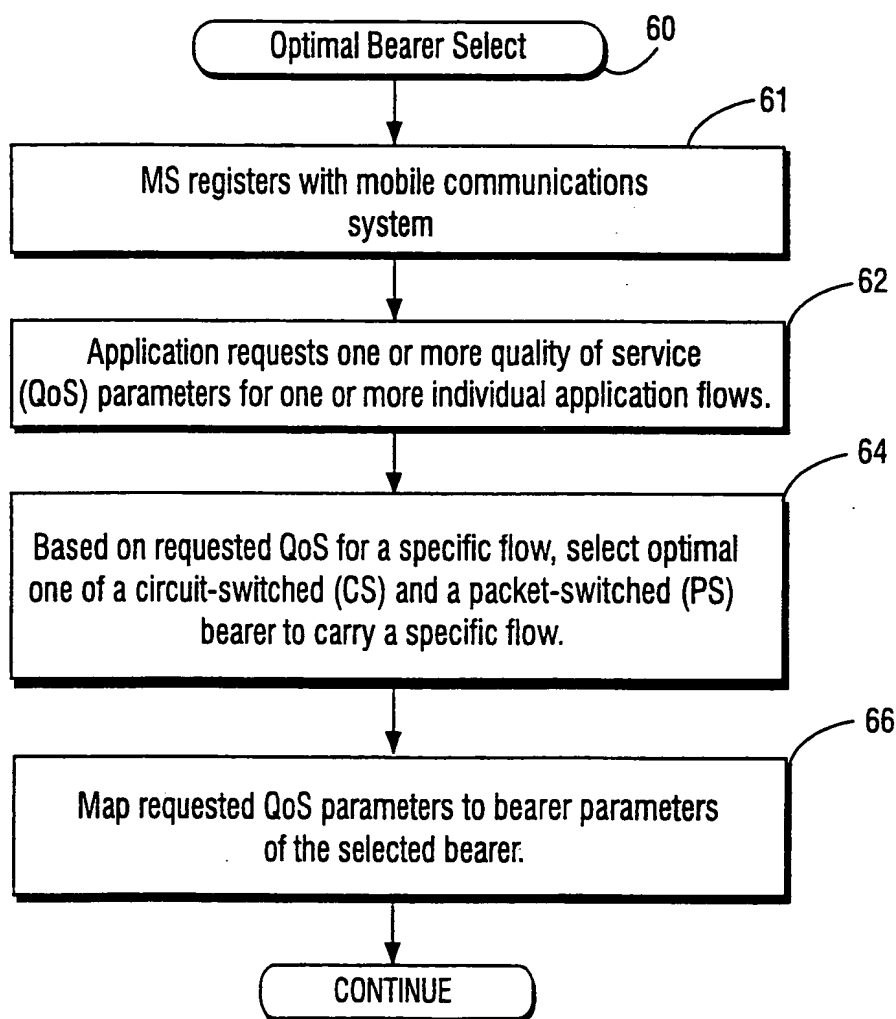 Optimal Bearer Select
60
61
MS registers with mobile communications
system
62
Application requests one or more quality of service
(QoS) parameters for one or more individual application flows.
64
Based on requested QoS for a specific flow, select optimal
one of a circuit-switched (CS) and a packet-switched (PS)
bearer to carry a specific flow.
66
Map requested QoS parameters to bearer parameters
of the selected bearer.
CONTINUE